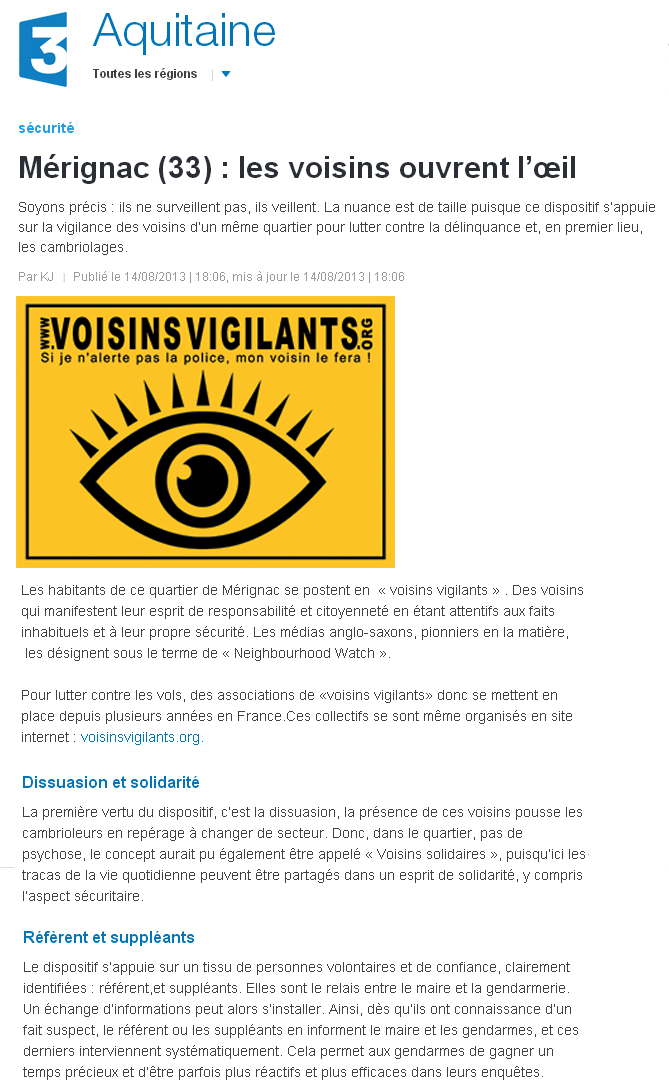 3
Aquitaine
Toutes les régions
sécurité
Mérignac (33) : les voisins ouvrent l'œil
Soyons précis : ils ne surveillent pas, ils veillent. La nuance est de taille puisque ce dispositif s'appuie
sur la vigilance des voisins d'un même quartier pour lutter contre la délinquance et, en premier lieu,
les cambriolages.
Par KJ | Publié le 14/08/2013 | 18:06, mis à jour le 14/08/2013 | 18:06
WWW.VOISINSVIGILANTS.ORG
Si je n'alerte pas la police, mon voisin le fera !
Les habitants de ce quartier de Mérignac se postent en « voisins vigilants » . Des voisins
qui manifestent leur esprit de responsabilité et citoyenneté en étant attentifs aux faits
inhabituels et à leur propre sécurité. Les médias anglo-saxons, pionniers en la matière,
les désignent sous le terme de « Neighbourhood Watch ».
Pour lutter contre les vols, des associations de «voisins vigilants» donc se mettent en
place depuis plusieurs années en France.Ces collectifs se sont même organisés en site
internet : voisinsvigilants.org.
Dissuasion et solidarité
La première vertu du dispositif, c'est la dissuasion, la présence de ces voisins pousse les
cambrioleurs en repérage à changer de secteur. Donc, dans le quartier, pas de
psychose, le concept aurait pu également être appelé « Voisins solidaires », puisqu'ici les
tracas de la vie quotidienne peuvent être partagés dans un esprit de solidarité, y compris
l'aspect sécuritaire.
Référent et suppléants
Le dispositif s'appuie sur un tissu de personnes volontaires et de confiance, clairement
identifiées : référent,et suppléants. Elles sont le relais entre le maire et la gendarmerie.
Un échange d'informations peut alors s'installer. Ainsi, dès qu'ils ont connaissance d'un
fait suspect, le référent ou les suppléants en informent le maire et les gendarmes, et ces
derniers interviennent systématiquement. Cela permet aux gendarmes de gagner un
temps précieux et d'être parfois plus réactifs et plus efficaces dans leurs enquêtes.